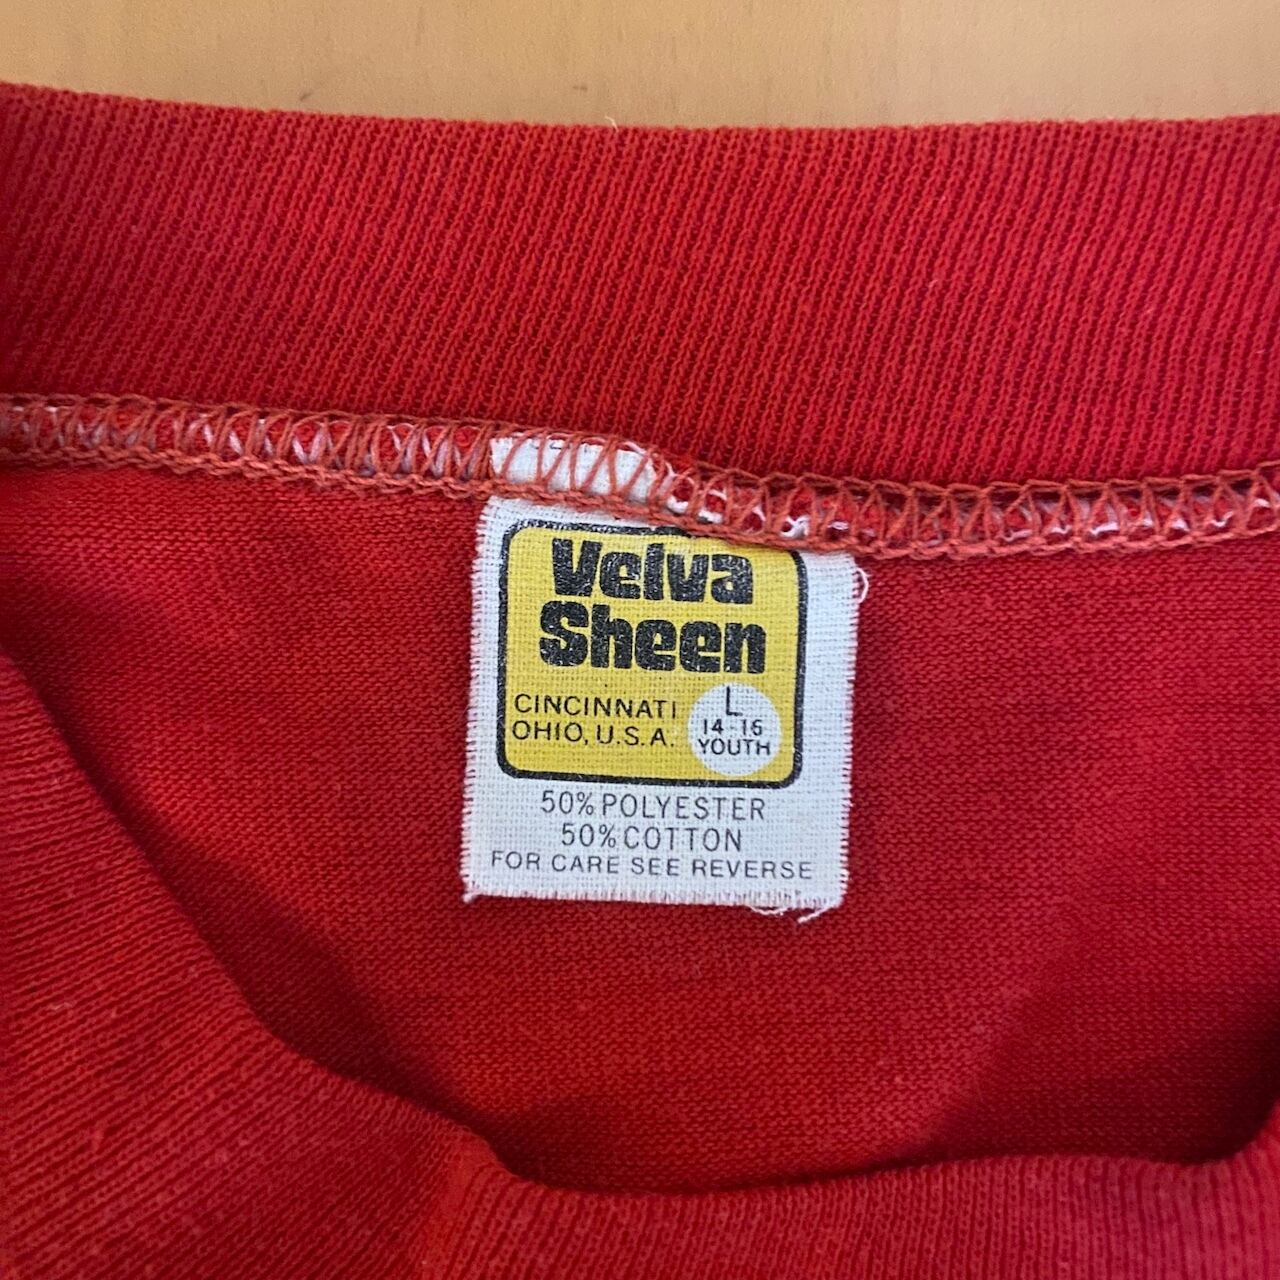 Velva
Sheen
CINCINNATI
OHIO, U.S.A.
L
14-16
YOUTH
50% POLYESTER
50% COTTON
FOR CARE SEE REVERSE